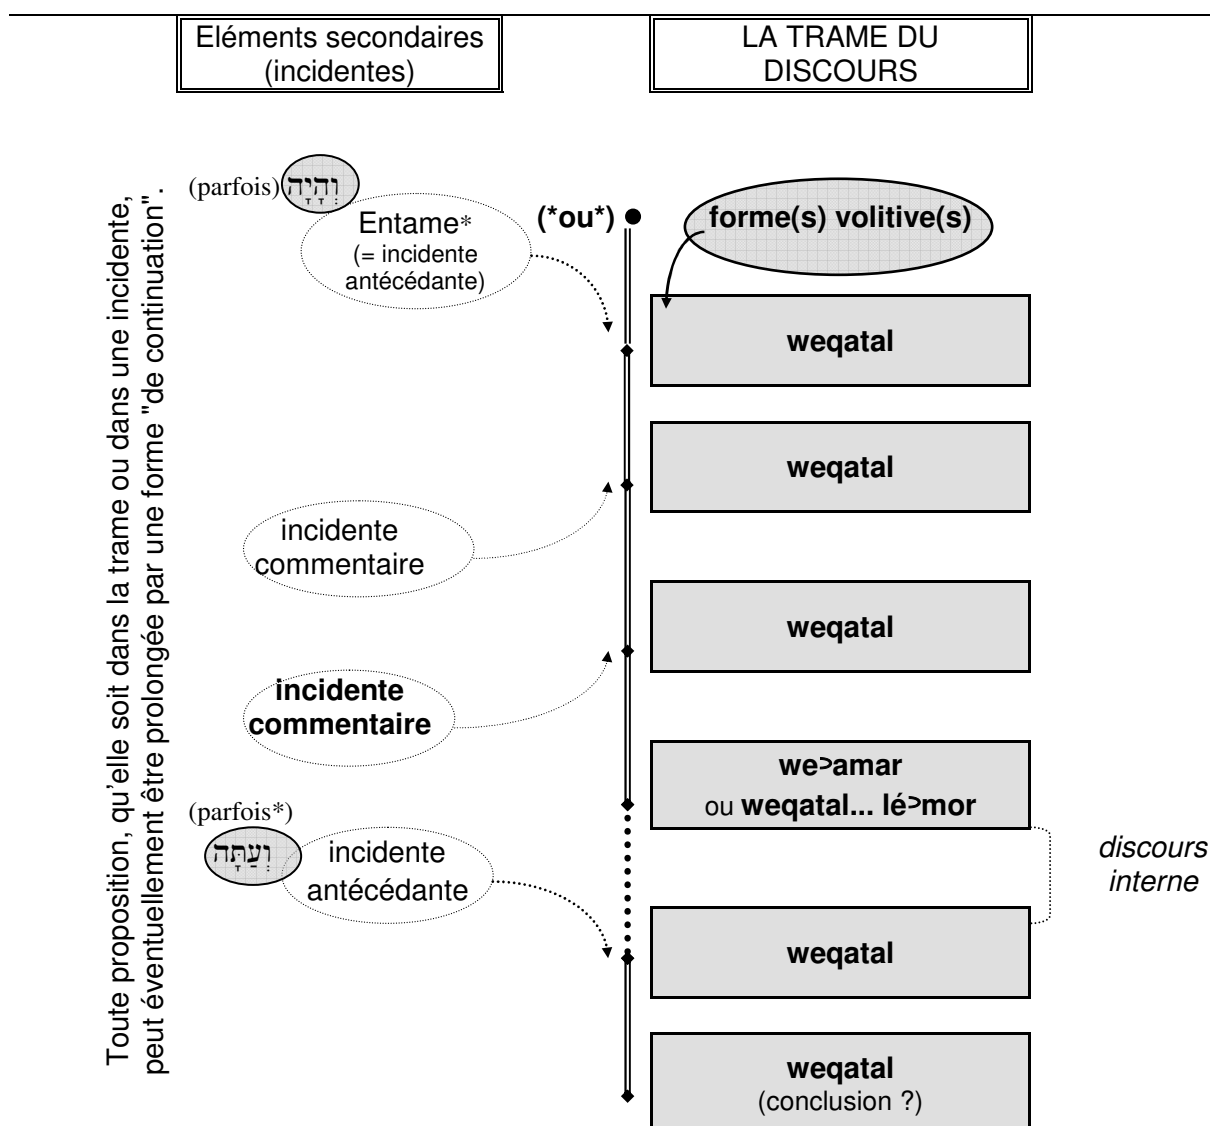 Eléments secondaires
(incidentes)
LA TRAME DU
DISCOURS
Toute proposition, qu'elle soit dans la trame ou dans une incidente,
peut éventuellement être prolongée par une forme "de continuation".
(parfois) וְהָיָה
Entame*
(= incidente
antécédante)
(*ou*)
forme(s) volitive(s)
weqatal
weqatal
incidente
commentaire
weqatal
incidente
commentaire
we>amar
ou weqatal... lé>mor
(parfois*)
וְעַתָּה
incidente
antécédante
discours
interne
weqatal
weqatal
(conclusion ?)